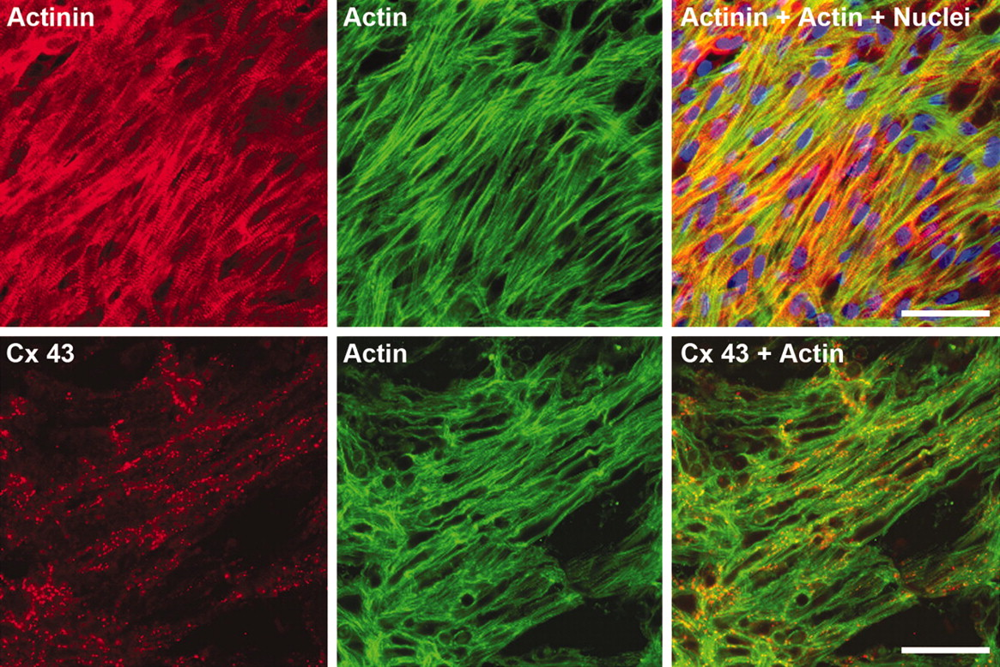 Actinin
Actin
Actinin + Actin + Nuclei
Cx 43
Actin
Cx 43 + Actin